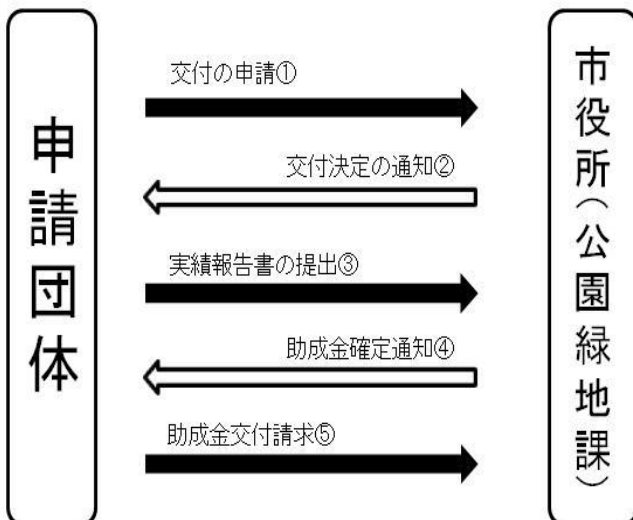 申請団体
交付の申請①
交付決定の通知②
実績報告書の提出③
助成金確定通知④
助成金交付請求⑤
市役所(公園緑地課)